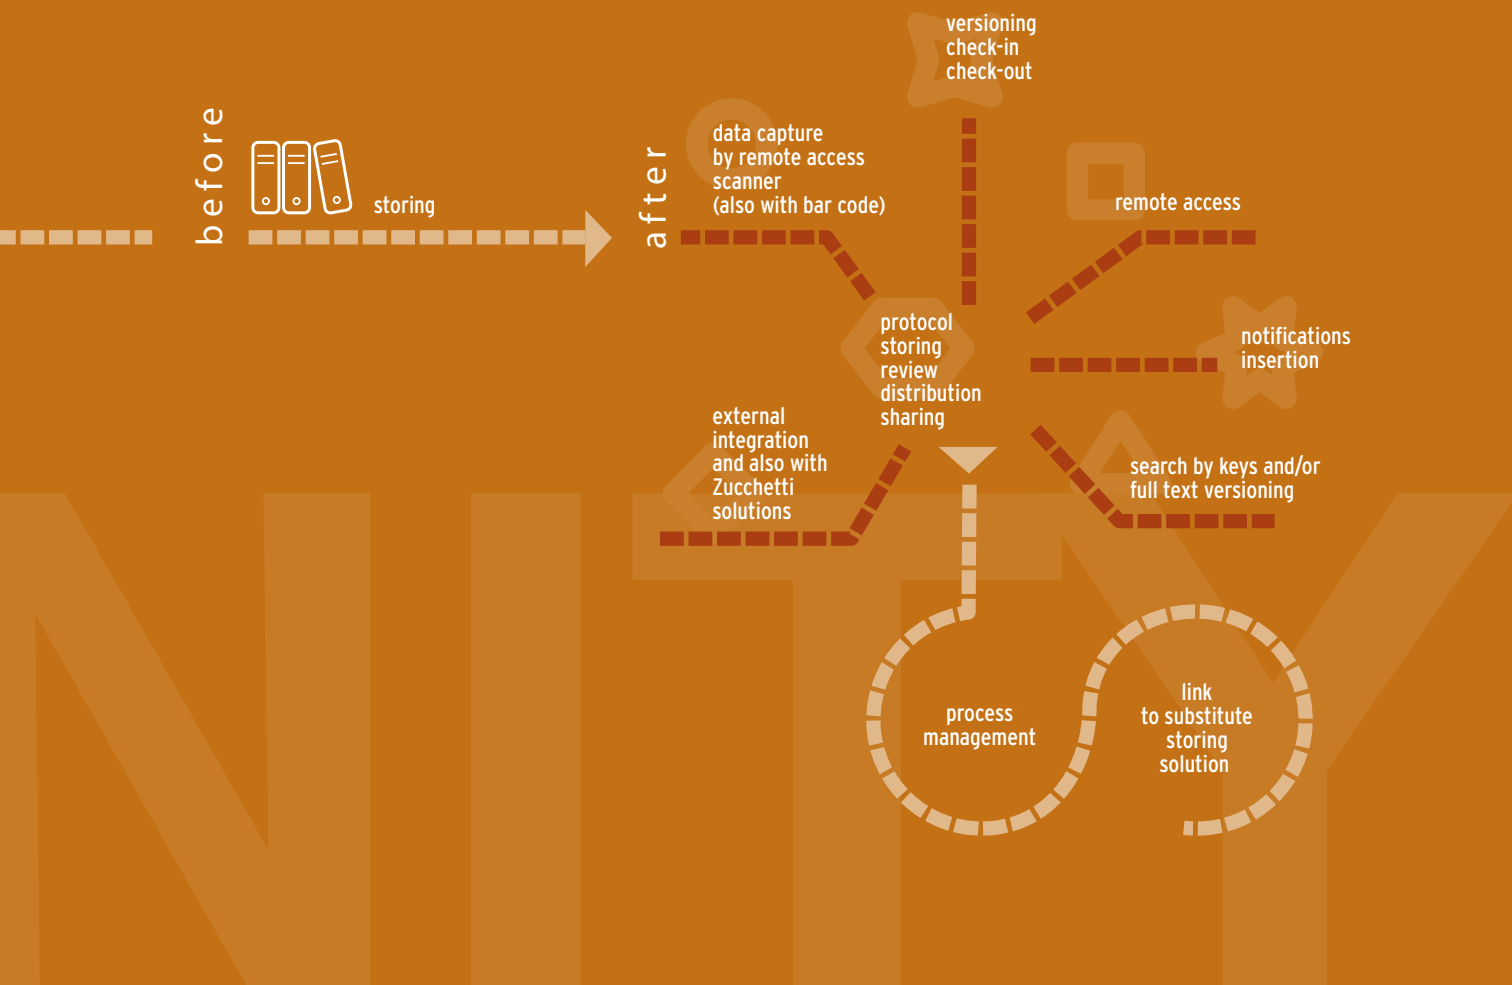 before
storing
after
data capture
by remote access
scanner
(also with bar code)
versioning
check-in
check-out
remote access
protocol
storing
review
distribution
sharing
notifications
insertion
external
integration
and also with
Zucchetti
solutions
search by keys and/or
full text versioning
process
management
link
to substitute
storing
solution
NITY